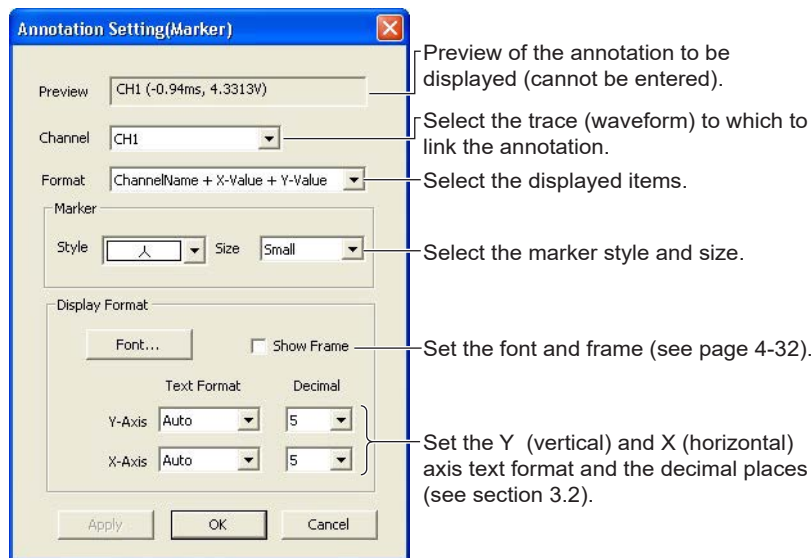 Annotation Setting(Marker)
Preview CH1 (-0.94ms, 4.3313V)
Preview of the annotation to be
displayed (cannot be entered).
Channel CH1
Select the trace (waveform) to which to
link the annotation.
Format ChannelName + X-Value + Y-Value
Select the displayed items.
Marker
Style Size Small
Select the marker style and size.
Display Format
Font... Show Frame
Set the font and frame (see page 4-32).
Text Format Decimal
Y-Axis Auto 5
X-Axis Auto 5
Set the Y (vertical) and X (horizontal)
axis text format and the decimal places
(see section 3.2).
Apply OK Cancel